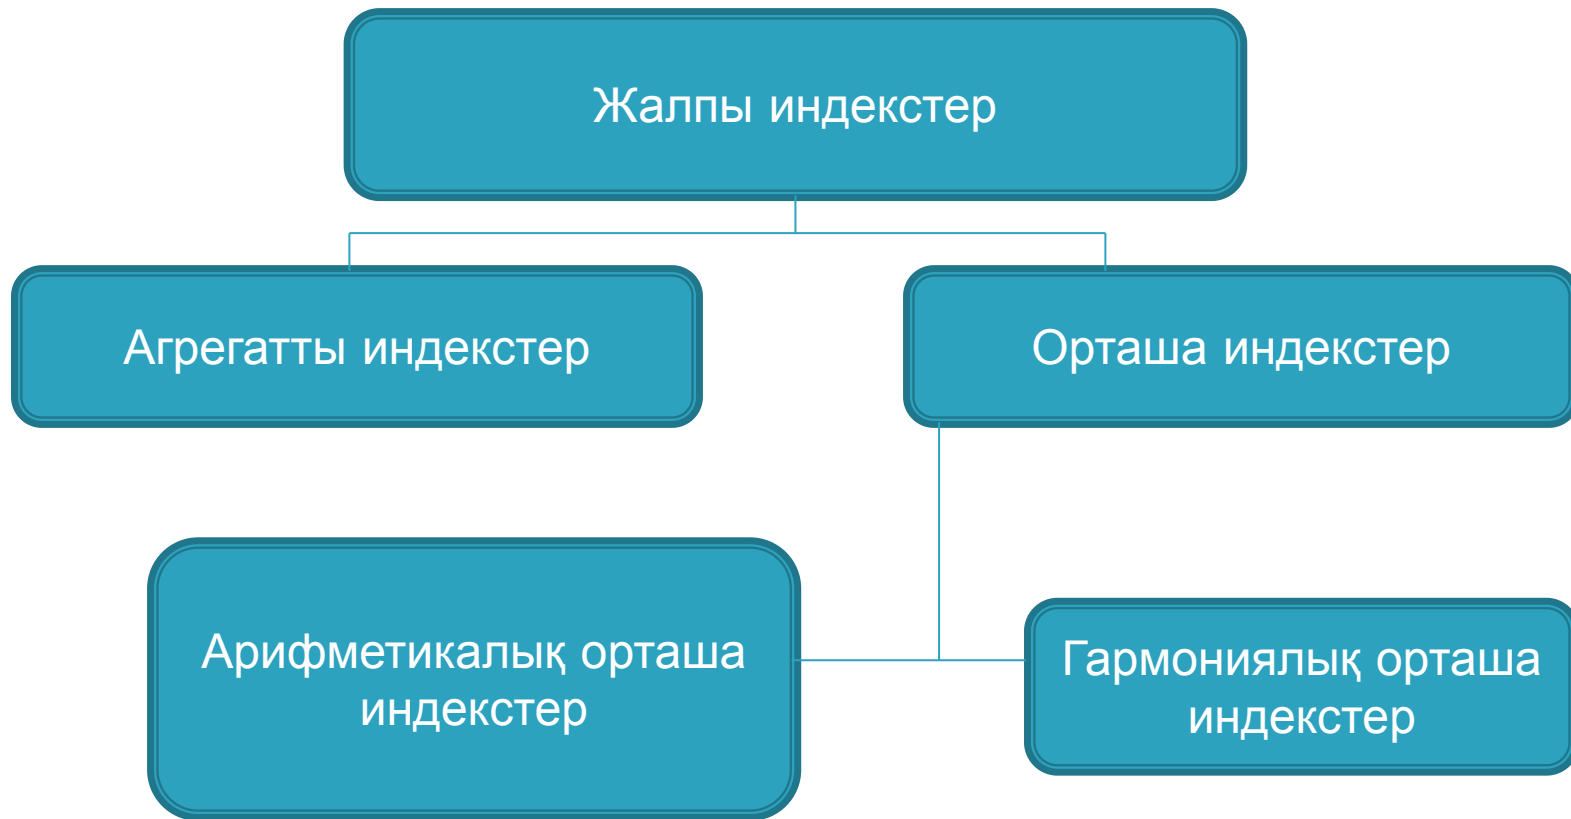 Жалпы индекстер
Агрегатты индекстер
Орташа индекстер
Арифметикалық орташа
индекстер
Гармониялық орташа
индекстер